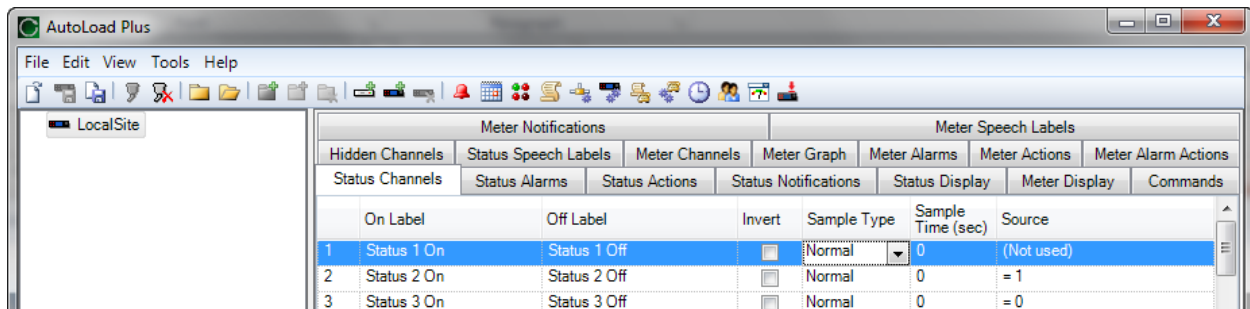 AutoLoad Plus
File Edit View Tools Help
LocalSite
Meter Notifications Meter Speech Labels
Hidden Channels Status Speech Labels Meter Channels Meter Graph Meter Alarms Meter Actions Meter Alarm Actions
Status Channels Status Alarms Status Actions Status Notifications Status Display Meter Display Commands
On Label Off Label Invert Sample Type Sample Time (sec) Source
1 Status 1 On Status 1 Off Normal 0 (Not used)
2 Status 2 On Status 2 Off Normal 0 = 1
3 Status 3 On Status 3 Off Normal 0 = 0